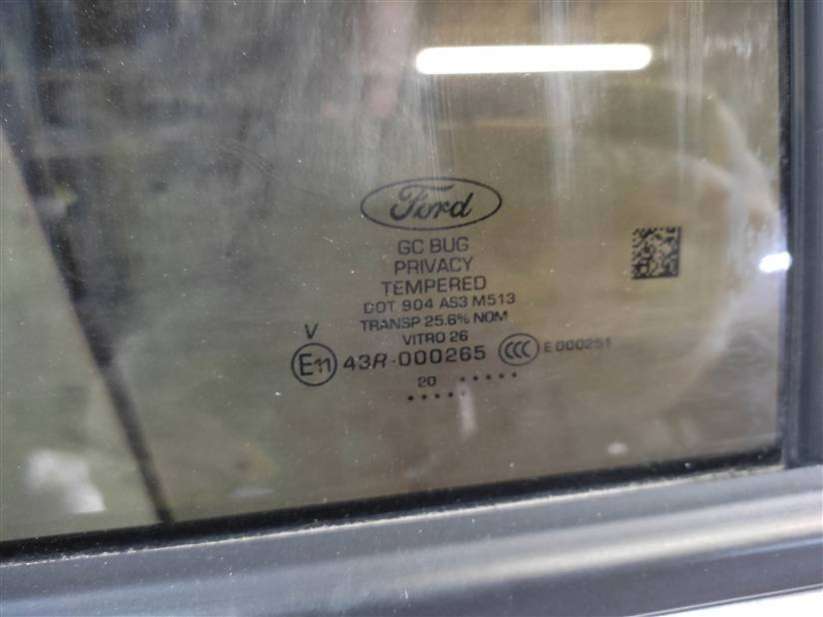 Ford
GC BUG
PRIVACY
TEMPERED
DOT 904 AS3 M513
TRANSP 25.6% NOM
VITRO 26
V
E11 43R-000265 CCC E 000251
20 •••••
•••••